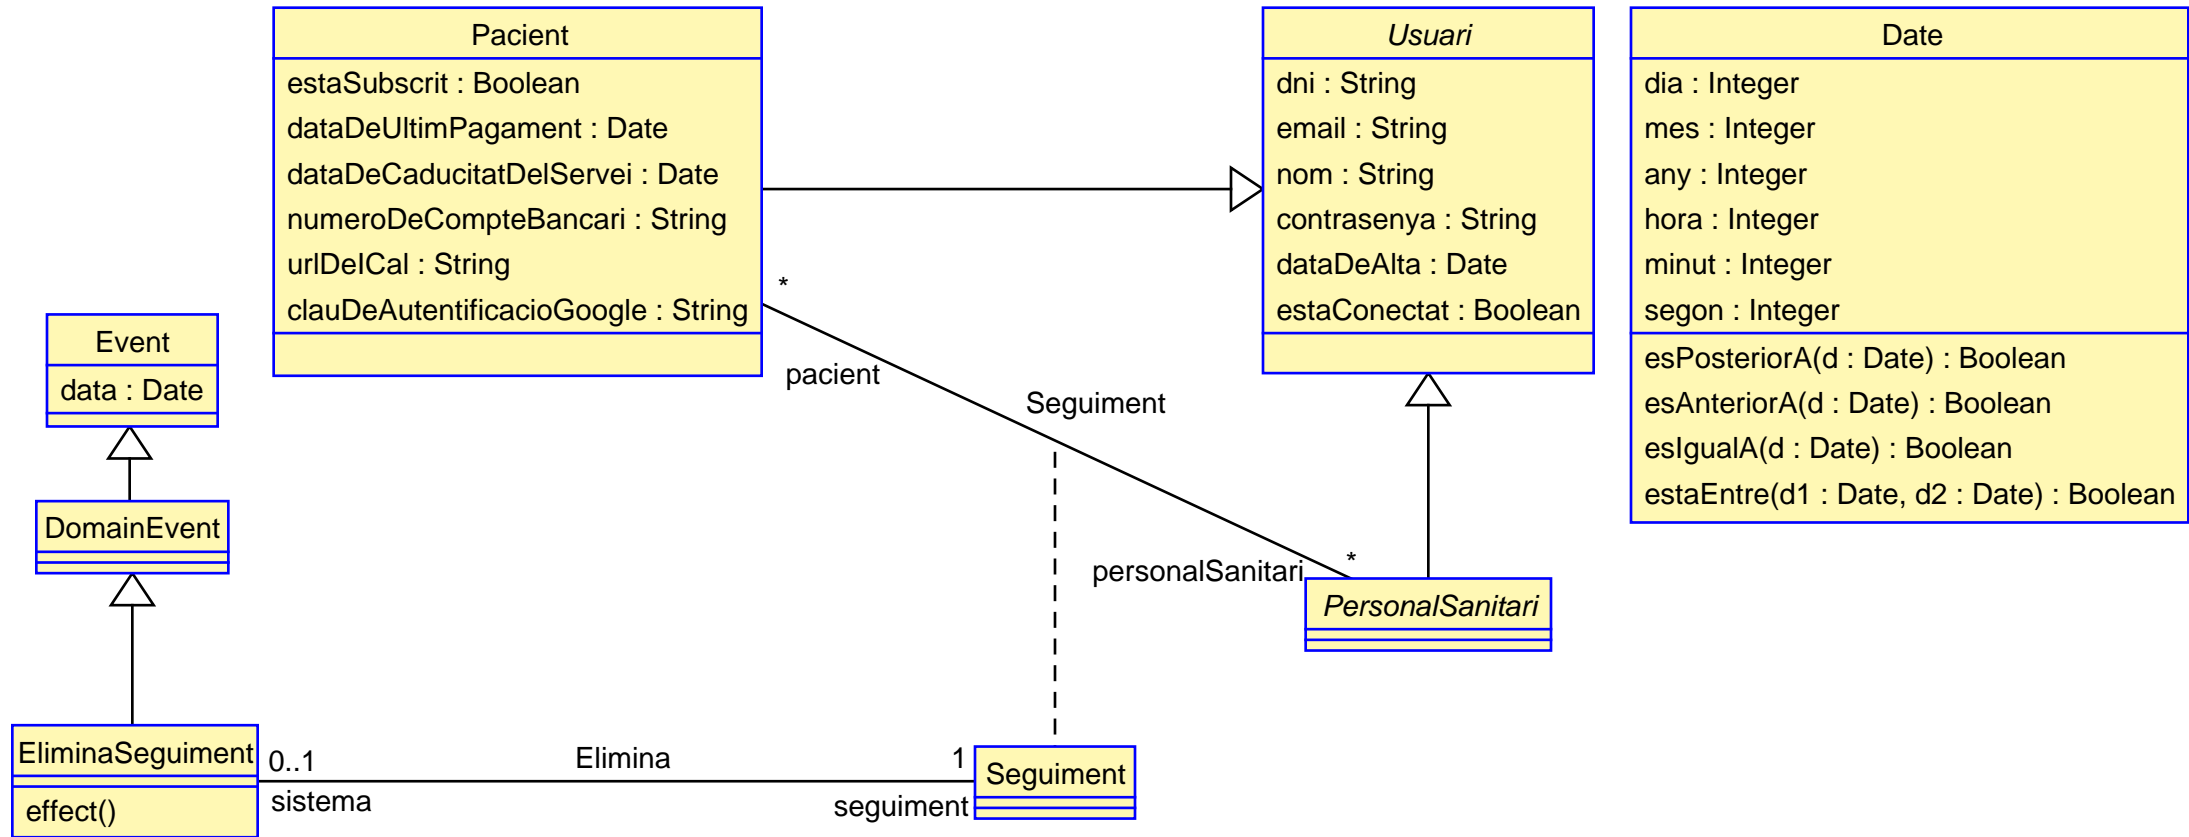 Pacient
estaSubscrit : Boolean
dataDeUltimPagament : Date
dataDeCaducitatDelServei : Date
numeroDeCompteBancari : String
urlDeICal : String
clauDeAutentificacioGoogle : String
Usuari
dni : String
email : String
nom : String
contrasenya : String
dataDeAlta : Date
estaConectat : Boolean
Date
dia : Integer
mes : Integer
any : Integer
hora : Integer
minut : Integer
segon : Integer
esPosteriorA(d : Date) : Boolean
esAnteriorA(d : Date) : Boolean
esIgualA(d : Date) : Boolean
estaEntre(d1 : Date, d2 : Date) : Boolean
Event
data : Date
DomainEvent
*
pacient
Seguiment
personalSanitari
*
PersonalSanitari
EliminaSeguiment
effect()
0..1
sistema
Elimina
1
seguiment
Seguiment